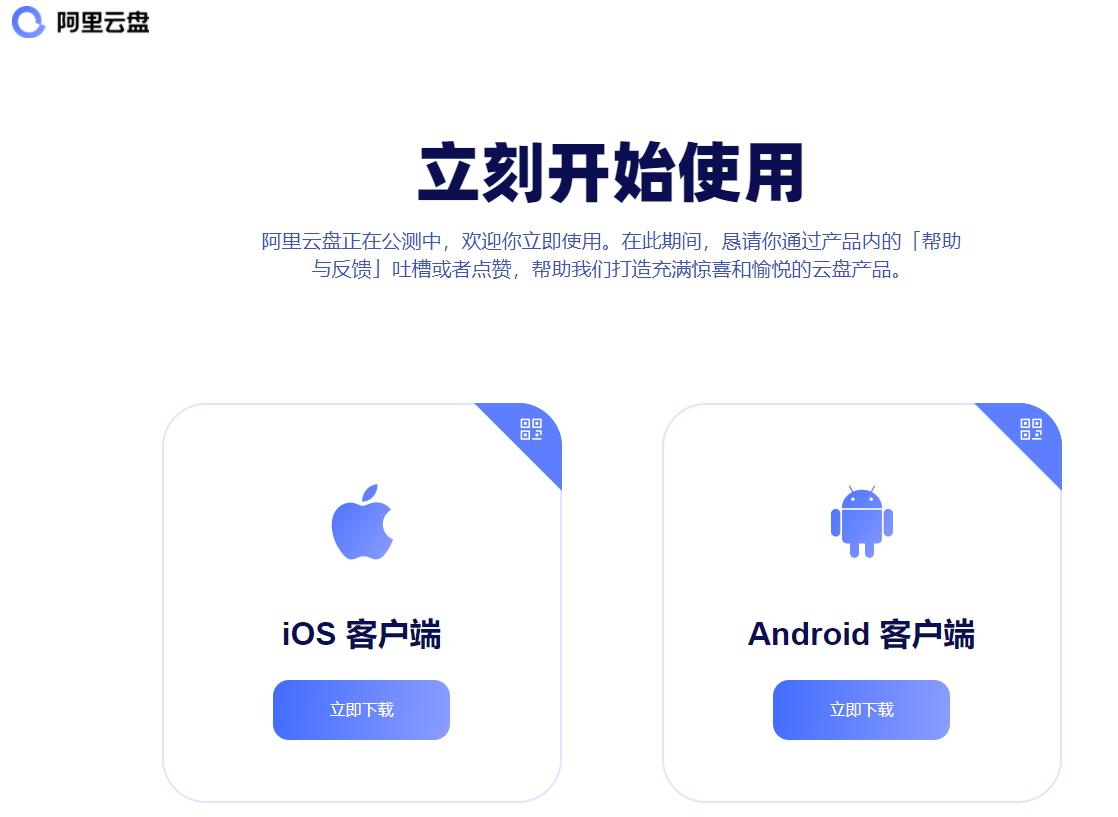 阿里云盘
立刻开始使用
阿里云盘正在公测中，欢迎你立即使用。在此期间，恳请你通过产品内的「帮助
与反馈」吐槽或者点赞，帮助我们打造充满惊喜和愉悦的云盘产品。
iOS 客户端
Android 客户端
立即下载
立即下载